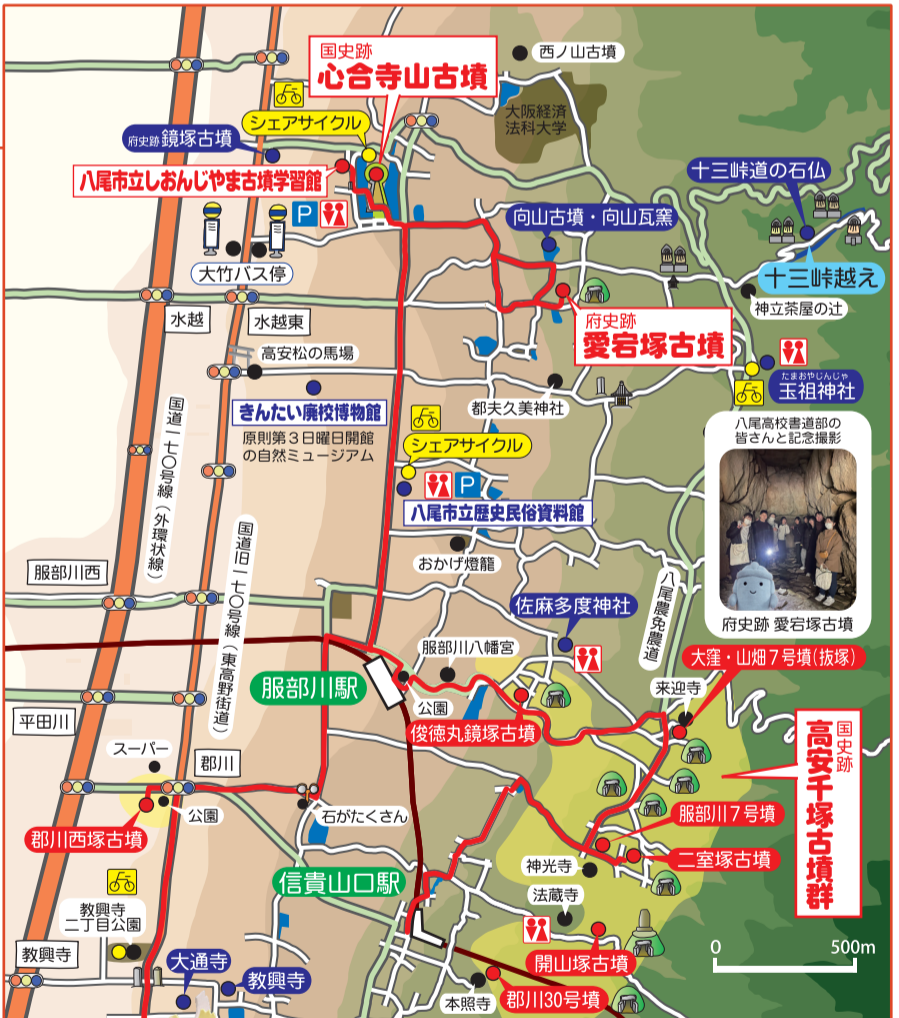 国史跡
心合寺山古墳
西ノ山古墳
大阪経済
法科大学
シェアサイクル
府史跡 鏡塚古墳
八尾市立しおんじやま古墳学習館
P
大竹バス停
向山古墳・向山瓦窯
十三峠道の石仏
十三峠越え
神立茶屋の辻
府史跡
愛宕塚古墳
水越
水越東
高安松の馬場
きんたい廃校博物館
原則第3日曜日開館
の自然ミュージアム
都夫久美神社
たまおやじんじゃ
玉祖神社
国道一七〇号線(外環状線)
シェアサイクル
P
八尾市立歴史民俗資料館
八尾高校書道部の
皆さんと記念撮影
府史跡 愛宕塚古墳
おかげ燈籠
国道旧一七〇号線(東高野街道)
服部川西
佐麻多度神社
八尾農免農道
服部川八幡宮
大窪・山畑7号墳(抜塚)
来迎寺
服部川駅
公園
俊徳丸鏡塚古墳
国史跡
高安千塚古墳群
平田川
スーパー
郡川
公園
石がたくさん
郡川西塚古墳
服部川7号墳
二室塚古墳
神光寺
信貴山口駅
法蔵寺
教興寺
二丁目公園
開山塚古墳
0 500m
教興寺
大通寺
教興寺
本照寺
郡川30号墳